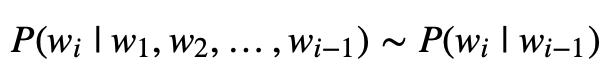 P(wᵢ | w₁, w₂, … , wᵢ₋₁) ∼ P(wᵢ | wᵢ₋₁)